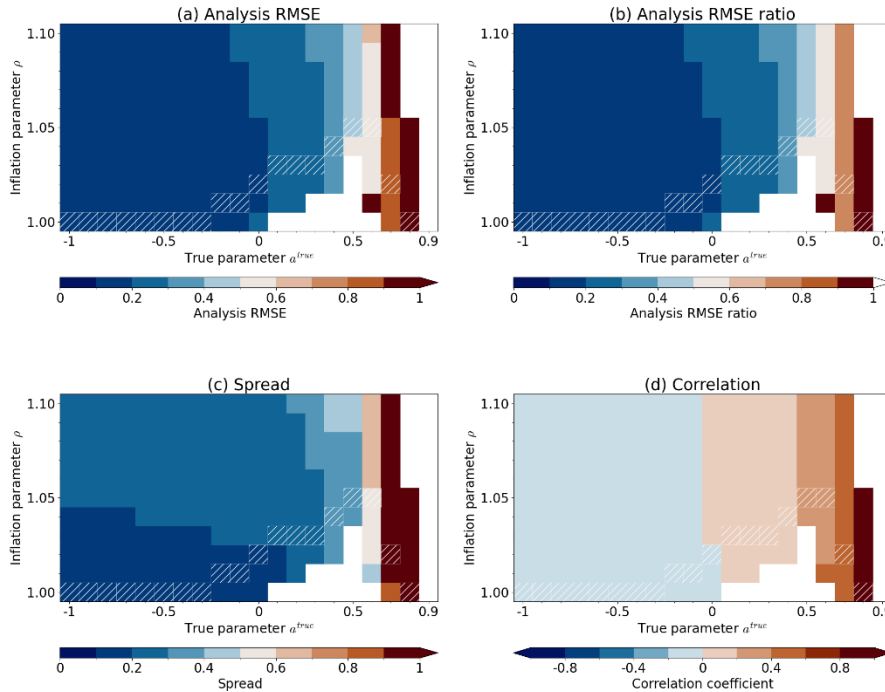 (a) Analysis RMSE
Inflation parameter ρ
1.10
1.05
1.00
-1 -0.5 0 0.5 0.9
True parameter a^true
0 0.2 0.4 0.6 0.8 1
Analysis RMSE
(b) Analysis RMSE ratio
Inflation parameter ρ
1.10
1.05
1.00
-1 -0.5 0 0.5 0.9
True parameter a^true
0 0.2 0.4 0.6 0.8 1
Analysis RMSE ratio
(c) Spread
Inflation parameter ρ
1.10
1.05
1.00
-1 -0.5 0 0.5 0.9
True parameter a^true
0 0.2 0.4 0.6 0.8 1
Spread
(d) Correlation
Inflation parameter ρ
1.10
1.05
1.00
-1 -0.5 0 0.5 0.9
True parameter a^true
-0.8 -0.4 0 0.4 0.8
Correlation coefficient